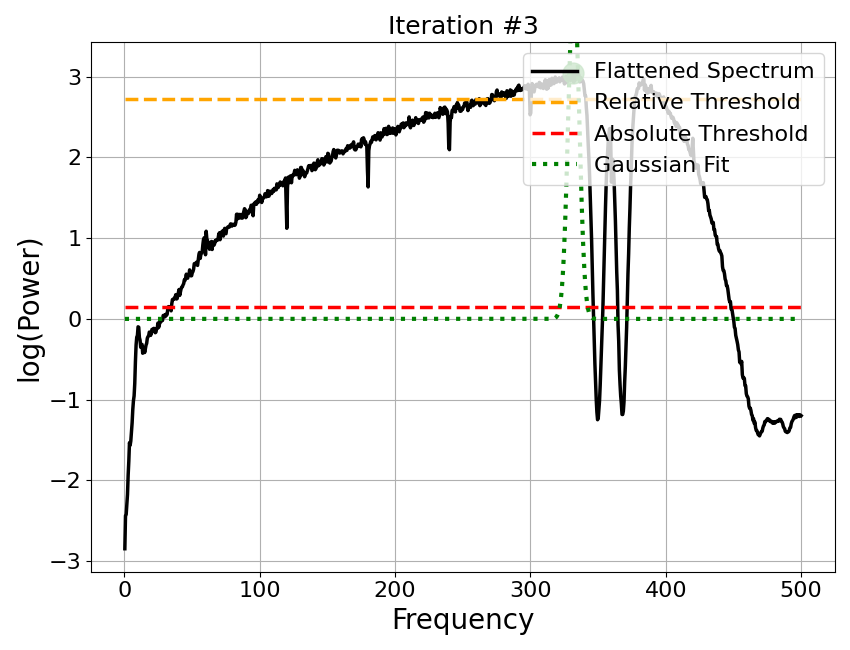 Iteration #3
Flattened Spectrum
Relative Threshold
Absolute Threshold
Gaussian Fit
log(Power)
3
2
1
0
−1
−2
−3
0 100 200 300 400 500
Frequency